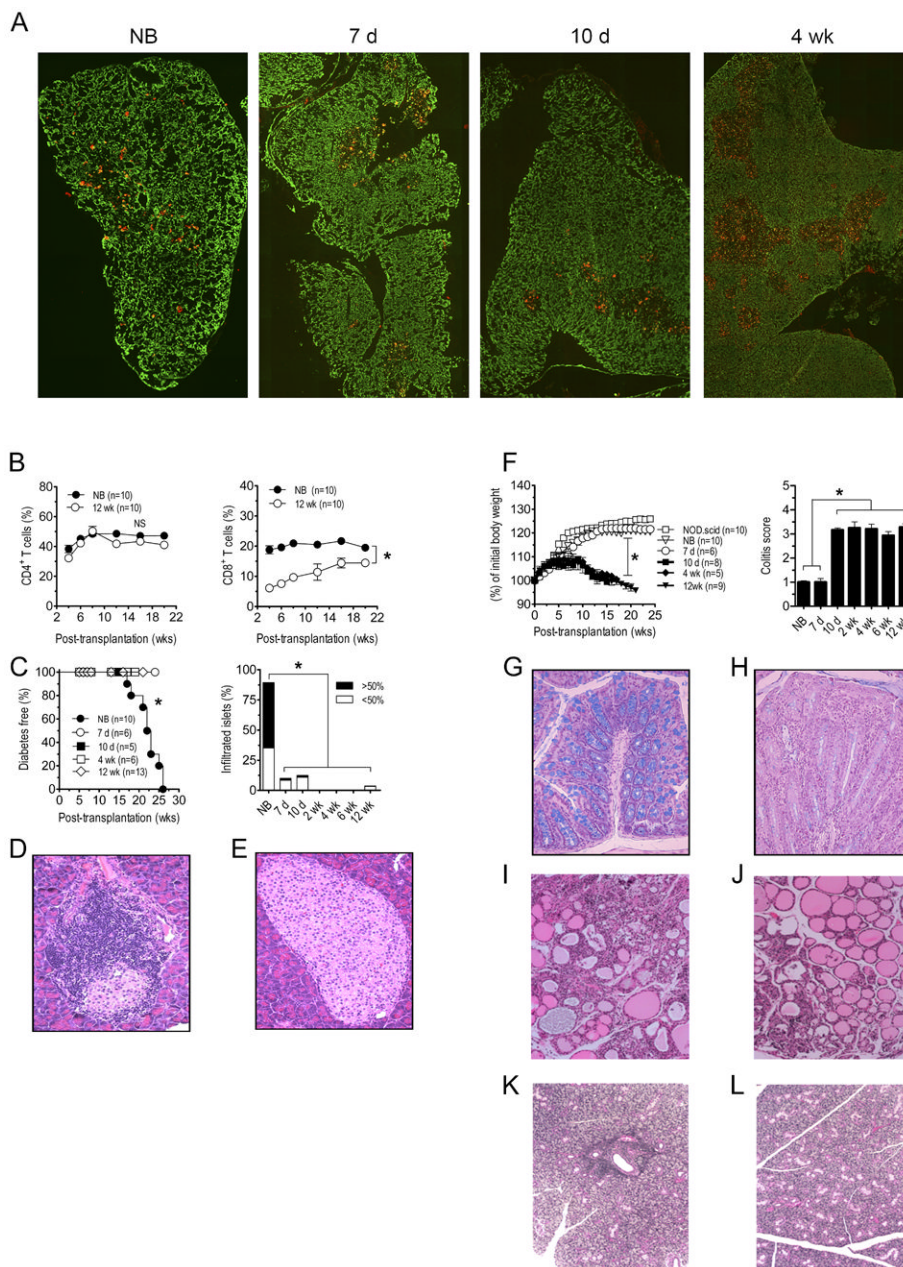 A
NB
7 d
10 d
4 wk
B
CD4+ T cells (%)
80
60
40
20
0
NB (n=10)
12 wk (n=10)
NS
2 4 6 8 10 12 14 16 18 20 22
Post-transplantation (wks)
CD8+ T cells (%)
40
30
20
10
0
NB (n=10)
12 wk (n=10)
*
2 4 6 8 10 12 14 16 18 20 22
Post-transplantation (wks)
C
Diabetes free (%)
100
80
60
40
20
0
*
NB (n=10)
7 d (n=6)
10 d (n=5)
4 wk (n=6)
12 wk (n=13)
0 5 10 15 20 25 30
Post-transplantation (wks)
Infiltrated islets (%)
100
75
50
25
0
*
>50%
<50%
NB
7 d
10 d
2 wk
4 wk
6 wk
12 wk
D
E
F
(%) of initial body weight
140
130
120
110
100
90
*
NOD.scid (n=10)
NB (n=10)
7 d (n=6)
10 d (n=8)
4 wk (n=5)
12wk (n=9)
0 5 10 15 20 25
Post-transplantation (wks)
Colitis score
5
4
3
2
1
0
*
NB
7 d
10 d
2 wk
4 wk
6 wk
G
H
I
J
K
L